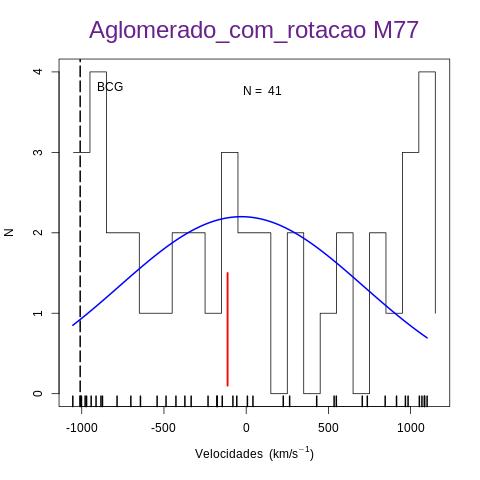 Aglomerado_com_rotacao M77
BCG
N = 41
4
3
2
1
0
N
-1000 -500 0 500 1000
Velocidades (km/s⁻¹)